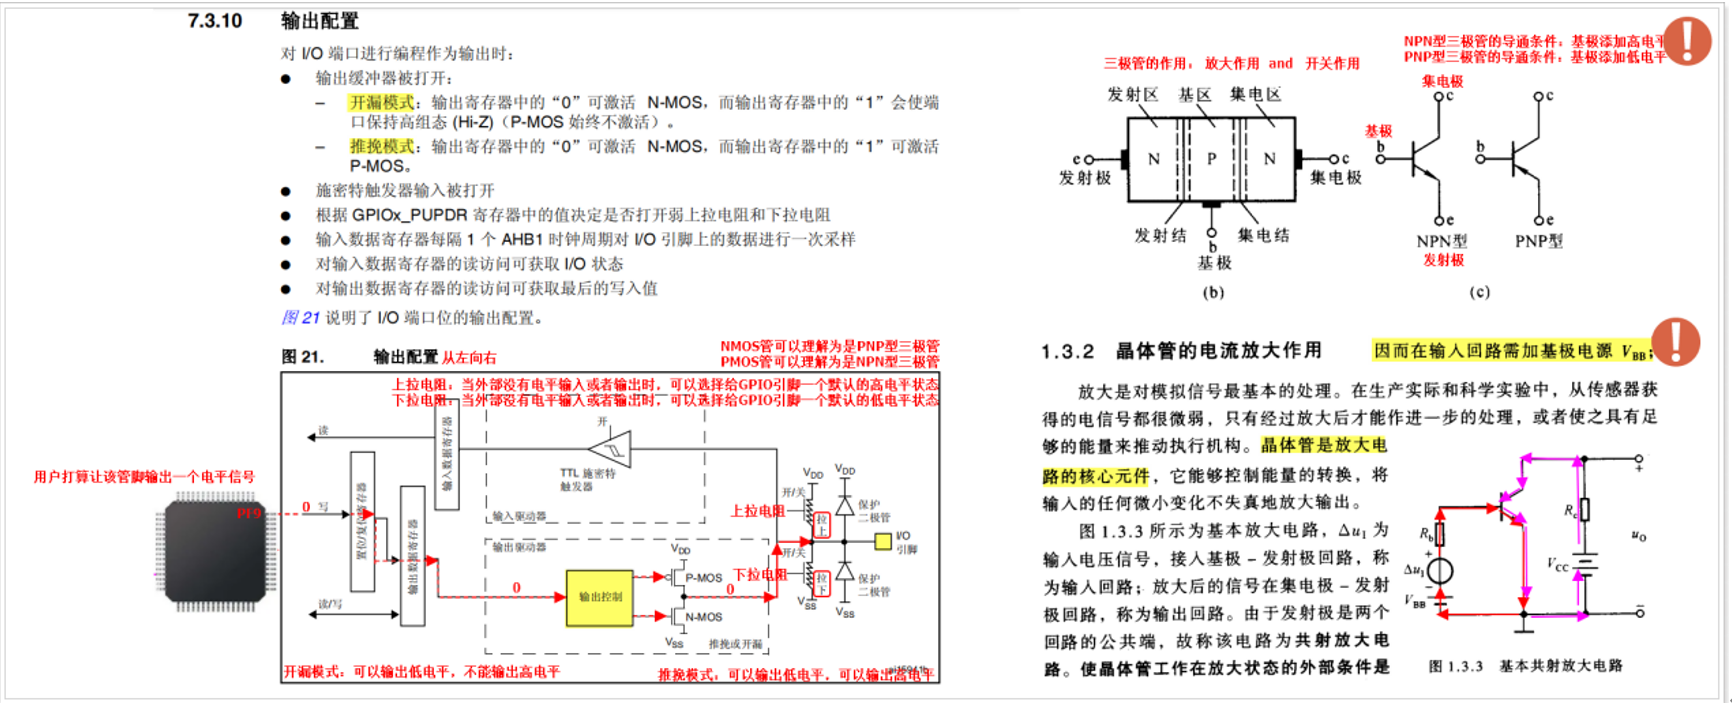 7.3.10 输出配置
对 I/O 端口进行编程作为输出时：
● 输出缓冲器被打开：
– 开漏模式：输出寄存器中的“0”可激活 N-MOS，而输出寄存器中的“1”会使端
口保持高组态 (Hi-Z)（P-MOS 始终不激活）。
– 推挽模式：输出寄存器中的“0”可激活 N-MOS，而输出寄存器中的“1”可激活
P-MOS。
● 施密特触发器输入被打开
● 根据 GPIOx_PUPDR 寄存器中的值决定是否打开弱上拉电阻和下拉电阻
● 输入数据寄存器每隔 1 个 AHB1 时钟周期对 I/O 引脚上的数据进行一次采样
● 对输入数据寄存器的读访问可获取 I/O 状态
● 对输出数据寄存器的读访问可获取最后的写入值
图 21 说明了 I/O 端口位的输出配置。
NMOS管可以理解为是PNP型三极管
图 21. 输出配置 从左向右
PMOS管可以理解为是NPN型三极管
上拉电阻：当外部没有电平输入或者输出时，可以选择给GPIO引脚一个默认的高电平状态
下拉电阻：当外部没有电平输入或者输出时，可以选择给GPIO引脚一个默认的低电平状态
读
开
输入数据寄存器
TTL 施密特
触发器
输入驱动器
用户打算让该管脚输出一个电平信号
PF9
0 写
置位/复位寄存器
输出数据寄存器
读/写
输出驱动器
0
输出控制
VDD
P-MOS
0
N-MOS
VSS
推挽或开漏
VDD
VDD
开/关
上拉电阻
拉上
保护
二极管
I/O
引脚
开/关
下拉电阻
拉下
保护
二极管
VSS
VSS
开漏模式：可以输出低电平，不能输出高电平
推挽模式：可以输出低电平，可以输出高电平
NPN型三极管的导通条件：基极添加高电平
PNP型三极管的导通条件：基极添加低电平
三极管的作用：放大作用 and 开关作用
发射区 基区 集电区
N P N
e
发射极
c
集电极
发射结
集电结
b
基极
(b)
集电极
c
c
基极
b
b
e
e
NPN型 PNP型
发射极
(c)
1.3.2 晶体管的电流放大作用
因而在输入回路需加基极电源 VBB；
放大是对模拟信号最基本的处理。在生产实际和科学实验中，从传感器获
得的电信号都很微弱，只有经过放大后才能作进一步的处理，或者使之具有足
够的能量来推动执行机构。晶体管是放大电
路的核心元件，它能够控制能量的转换，将
输入的任何微小变化不失真地放大输出。
图 1.3.3 所示为基本放大电路，Δu1 为
输入电压信号，接入基极－发射极回路，称
为输入回路；放大后的信号在集电极－发射
极回路，称为输出回路。由于发射极是两个
回路的公共端，故称该电路为共射放大电
路。使晶体管工作在放大状态的外部条件是
+
Rc
Rb
uO
+
Δu1
VCC
VBB
−
图 1.3.3 基本共射放大电路